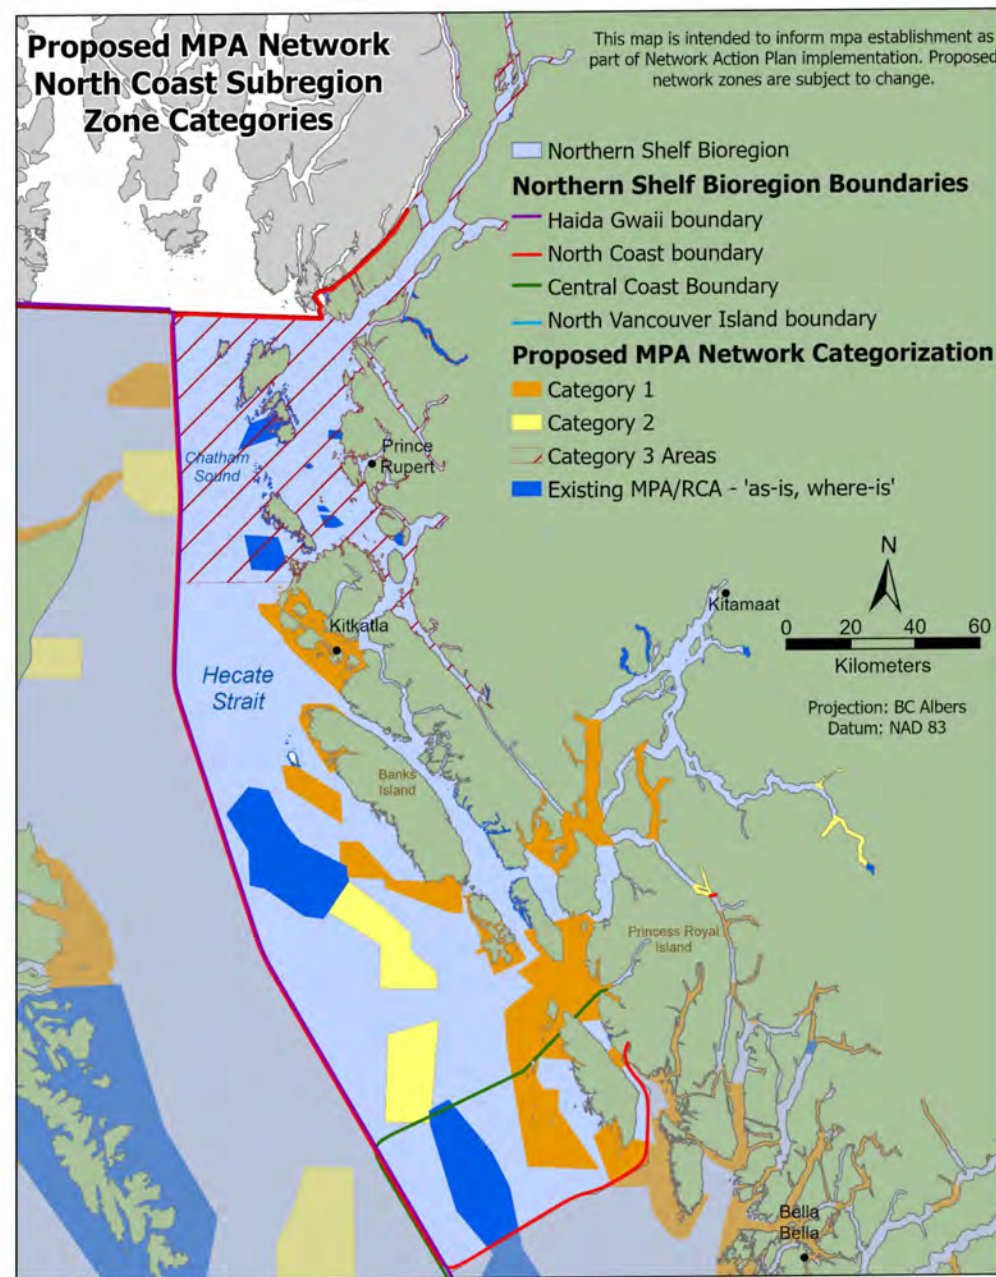 Proposed MPA Network
North Coast Subregion
Zone Categories
This map is intended to inform mpa establishment as
part of Network Action Plan implementation. Proposed
network zones are subject to change.
Northern Shelf Bioregion
Northern Shelf Bioregion Boundaries
Haida Gwaii boundary
North Coast boundary
Central Coast Boundary
North Vancouver Island boundary
Proposed MPA Network Categorization
Category 1
Category 2
Category 3 Areas
Existing MPA/RCA - 'as-is, where-is'
Chatham
Sound
Prince
Rupert
N
0 20 40 60
Kilometers
Projection: BC Albers
Datum: NAD 83
Kitamaat
Kitkatla
Hecate
Strait
Banks
Island
Princess Royal
Island
Bella
Bella